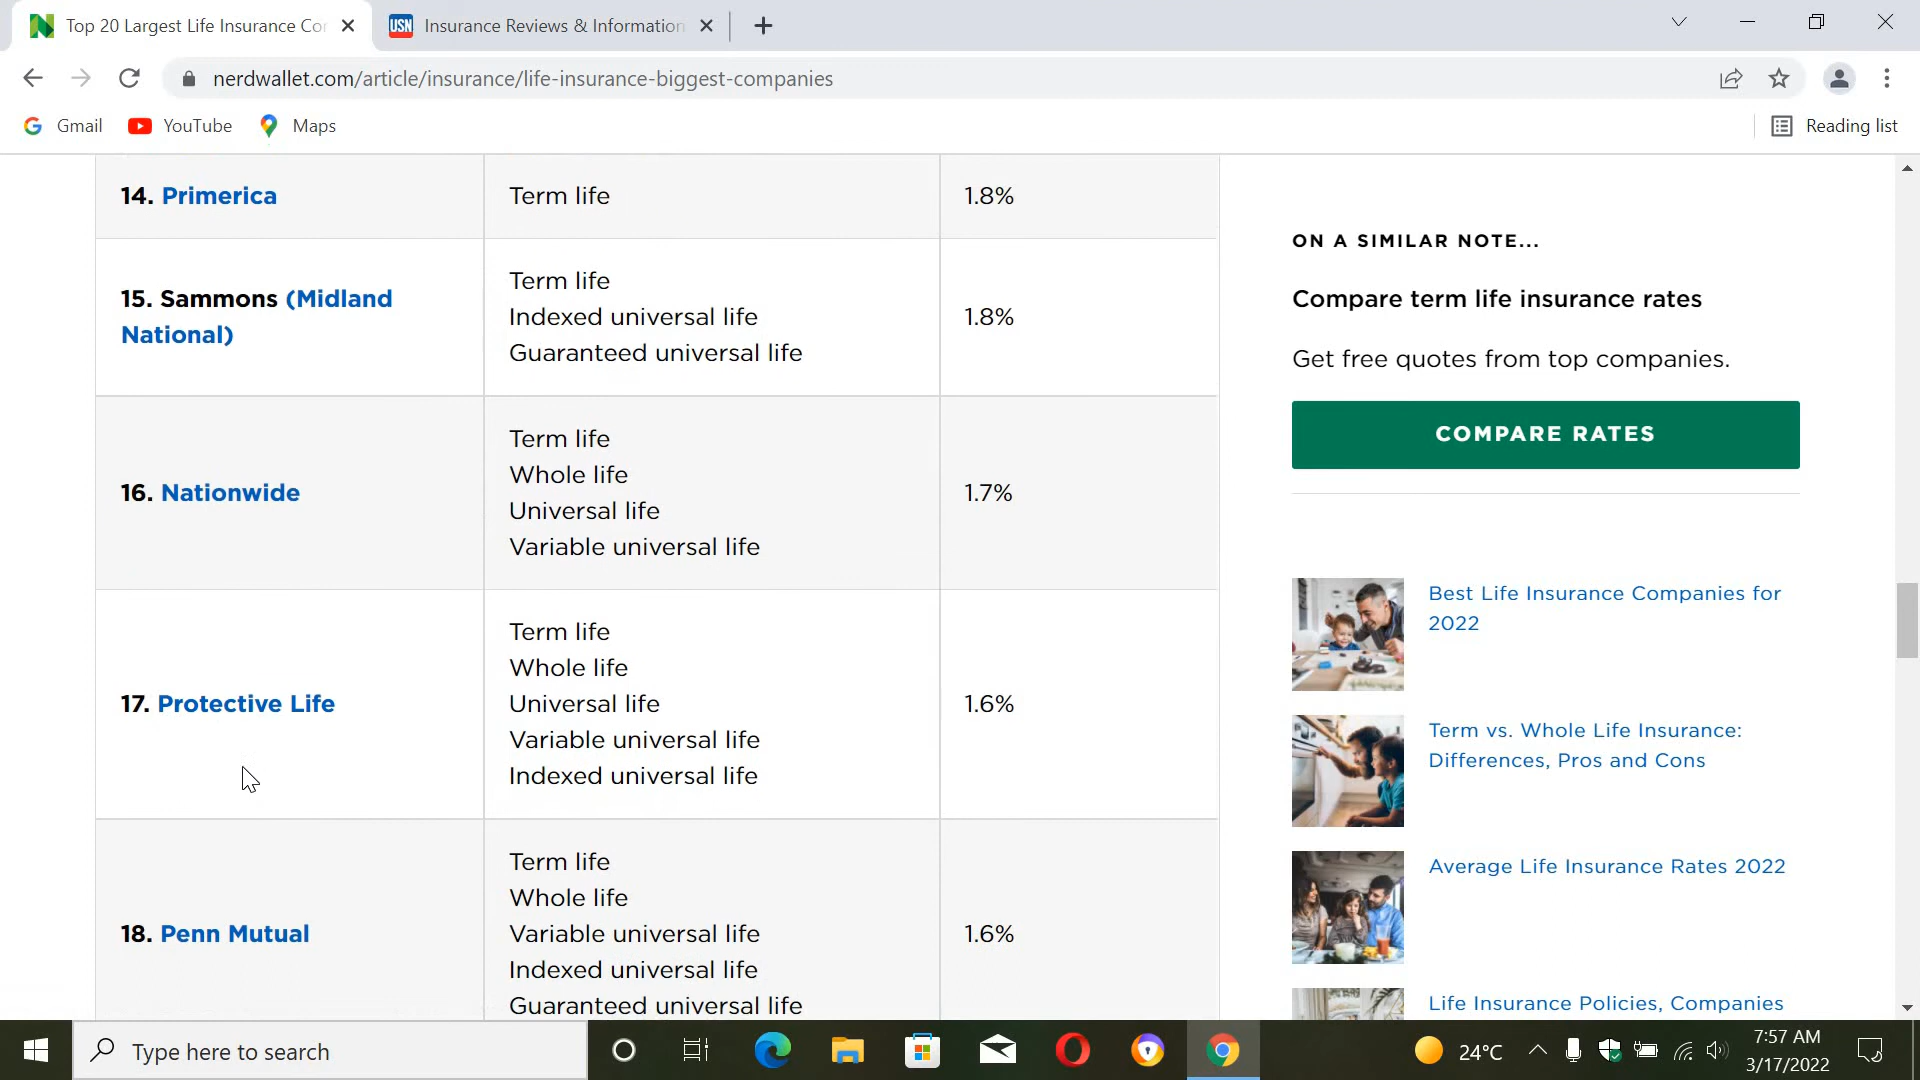 Top 20 Largest Life Insurance Co
USN
Insurance Reviews & Information
nerdwallet.com/article/insurance/life-insurance-biggest-companies
Gmail
YouTube
Maps
Reading list
14. Primerica
Term life
1.8%
15. Sammons (Midland
National)
Term life
Indexed universal life
Guaranteed universal life
1.8%
16. Nationwide
Term life
Whole life
Universal life
Variable universal life
1.7%
17. Protective Life
Term life
Whole life
Universal life
Variable universal life
Indexed universal life
1.6%
18. Penn Mutual
Term life
Whole life
Variable universal life
Indexed universal life
Guaranteed universal life
1.6%
ON A SIMILAR NOTE...
Compare term life insurance rates
Get free quotes from top companies.
COMPARE RATES
Best Life Insurance Companies for
2022
Term vs. Whole Life Insurance:
Differences, Pros and Cons
Average Life Insurance Rates 2022
Life Insurance Policies, Companies
Type here to search
24°C
7:57 AM
3/17/2022